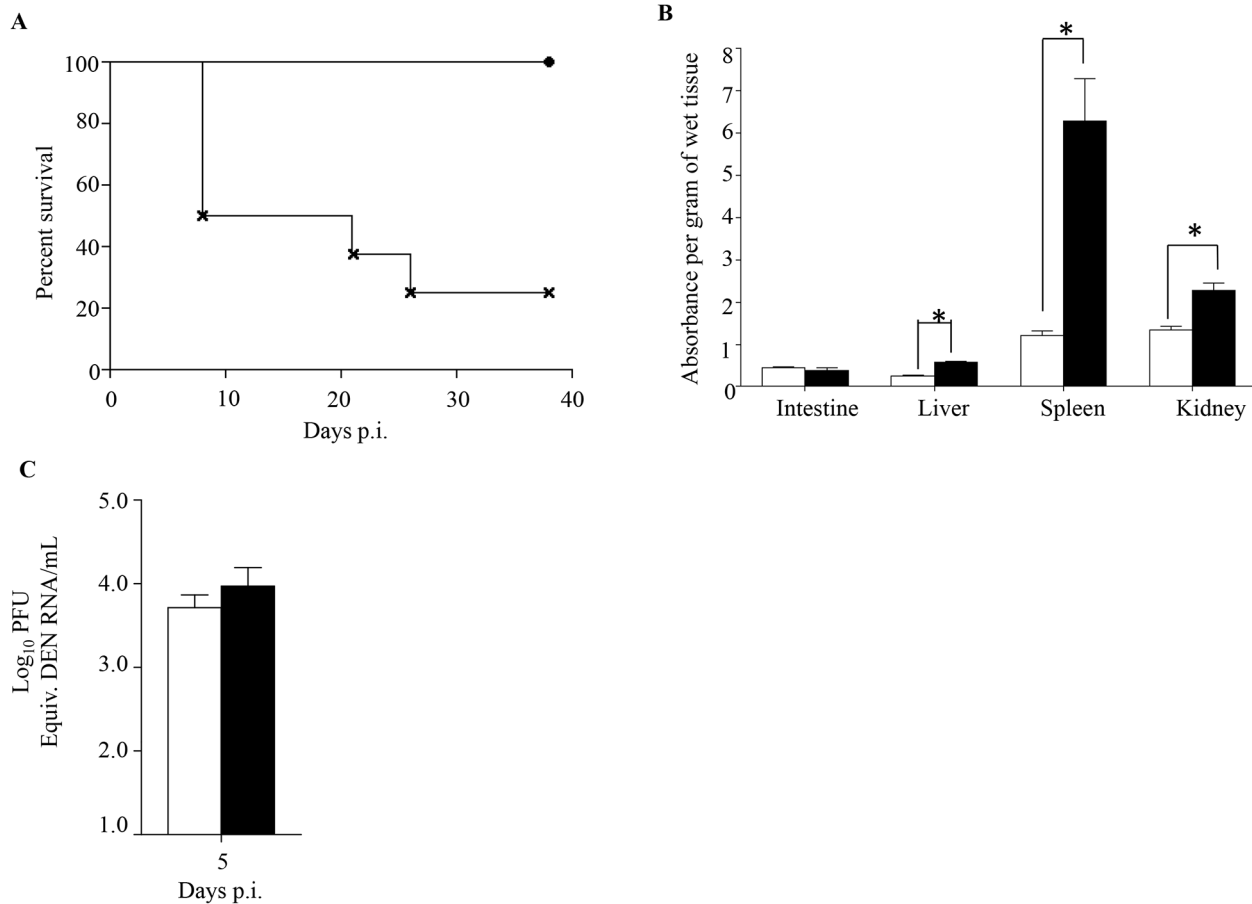 A
100
80
60
40
20
0
Percent survival
0 10 20 30 40
Days p.i.
B
*
*
*
8
7
6
5
4
3
2
1
0
Absorbance per gram of wet tissue
Intestine Liver Spleen Kidney
C
5.0
4.0
3.0
2.0
1.0
Log₁₀ PFU
Equiv. DEN RNA/mL
5
Days p.i.